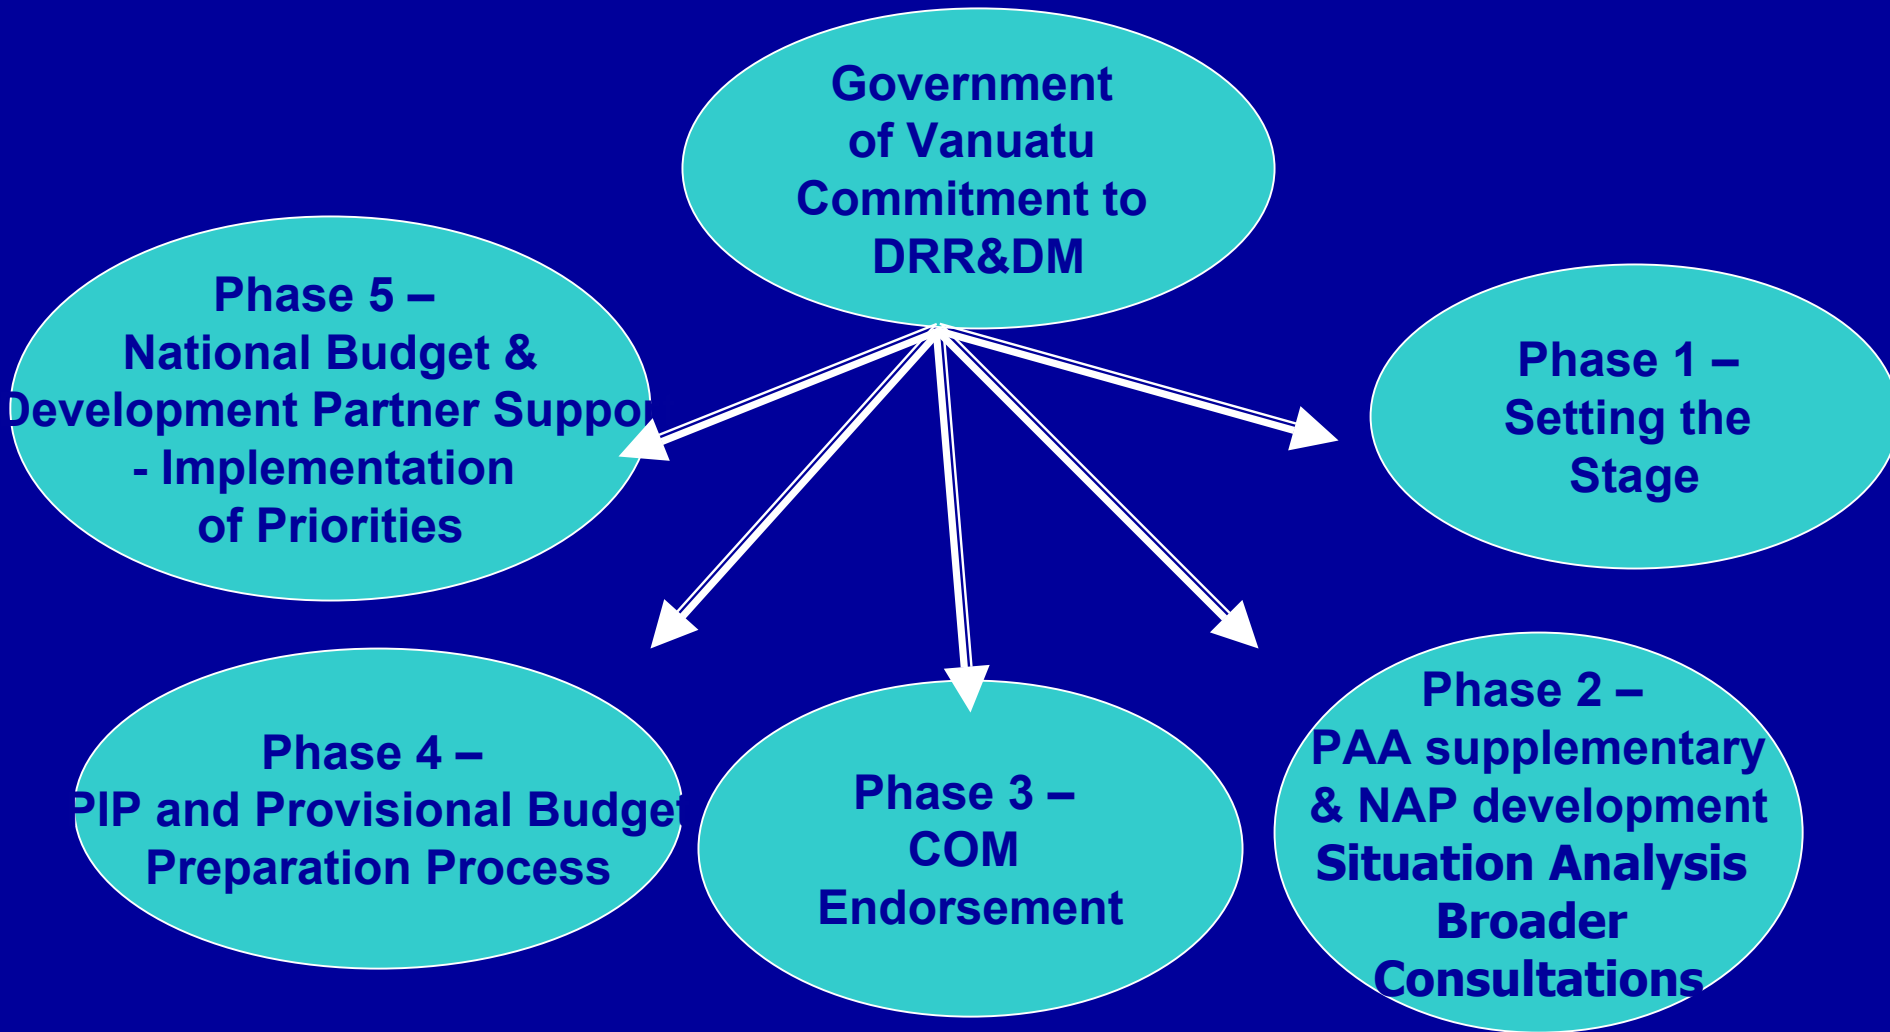 Government
of Vanuatu
Commitment to
DRR&DM
Phase 1 –
Setting the
Stage
Phase 2 –
PAA supplementary
& NAP development
Situation Analysis
Broader
Consultations
Phase 3 –
COM
Endorsement
Phase 4 –
PIP and Provisional Budget
Preparation Process
Phase 5 –
National Budget &
Development Partner Suppor
- Implementation
of Priorities